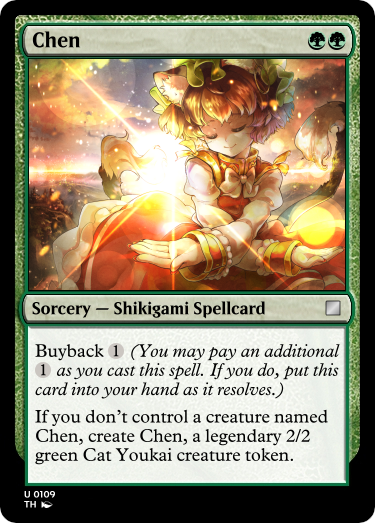 Chen
Sorcery — Shikigami Spellcard
Buyback 1 (You may pay an additional
1 as you cast this spell. If you do, put this
card into your hand as it resolves.)
If you don't control a creature named
Chen, create Chen, a legendary 2/2
green Cat Youkai creature token.
U 0109
TH